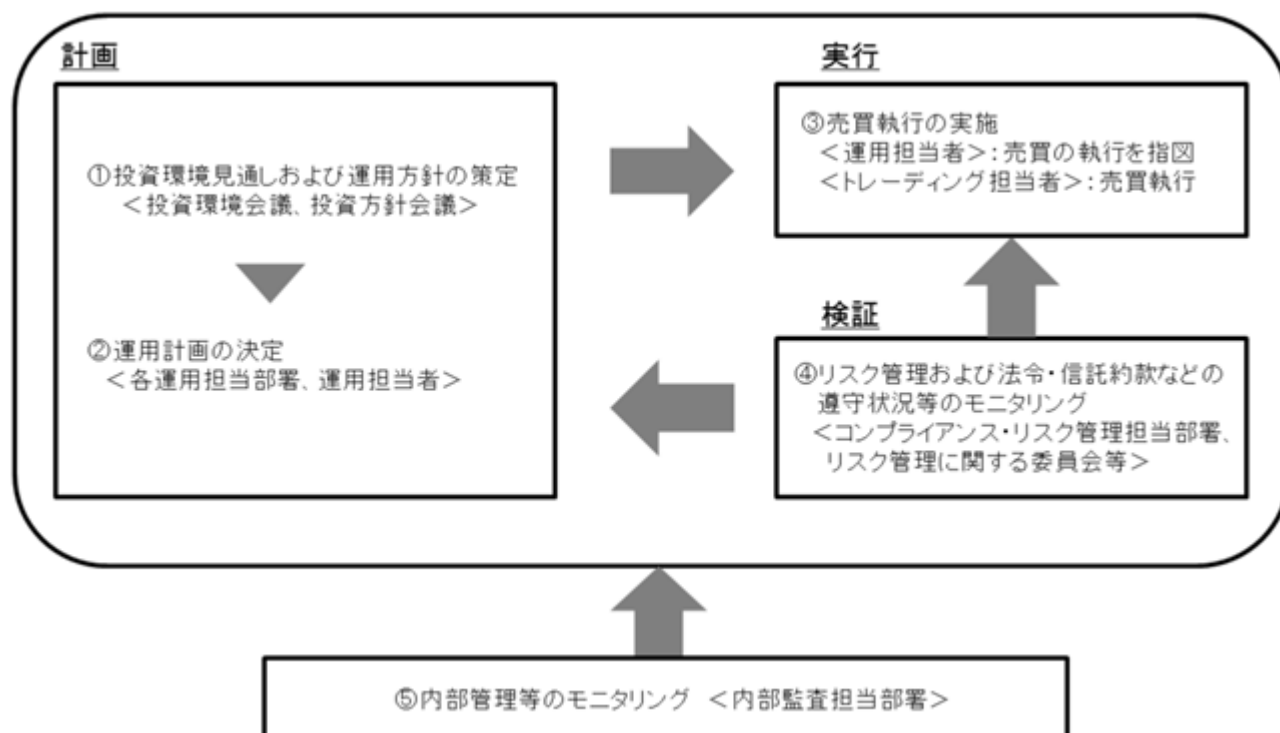 計画
①投資環境見通しおよび運用方針の策定
＜投資環境会議、投資方針会議＞
②運用計画の決定
＜各運用担当部署、運用担当者＞
実行
③売買執行の実施
＜運用担当者＞:売買の執行を指図
＜トレーディング担当者＞:売買執行
検証
④リスク管理および法令・信託約款などの
遵守状況等のモニタリング
＜コンプライアンス・リスク管理担当部署、
リスク管理に関する委員会等＞
⑤内部管理等のモニタリング ＜内部監査担当部署＞